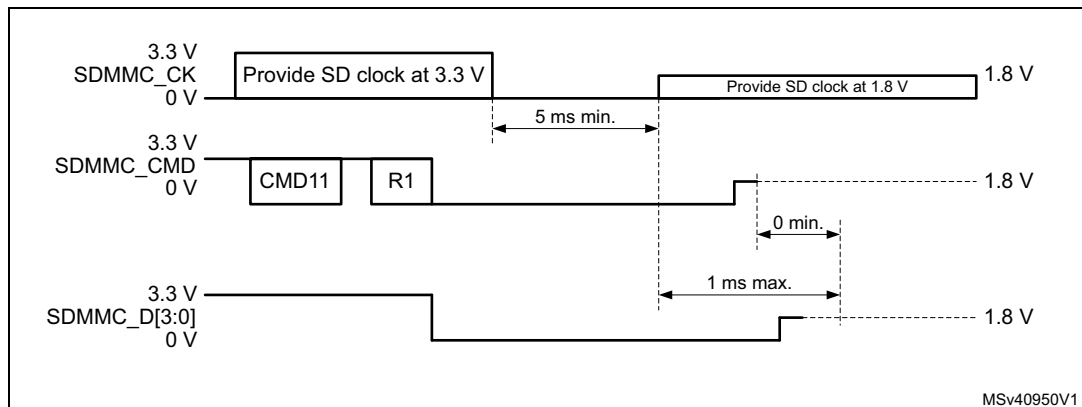 3.3 V
SDMMC_CK
0 V
Provide SD clock at 3.3 V
Provide SD clock at 1.8 V
1.8 V
5 ms min.
3.3 V
SDMMC_CMD
0 V
CMD11
R1
1.8 V
0 min.
1 ms max.
3.3 V
SDMMC_D[3:0]
0 V
1.8 V
MSv40950V1